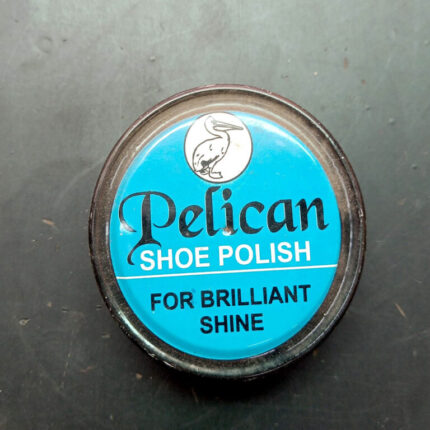 Pelican
SHOE POLISH
FOR BRILLIANT
SHINE